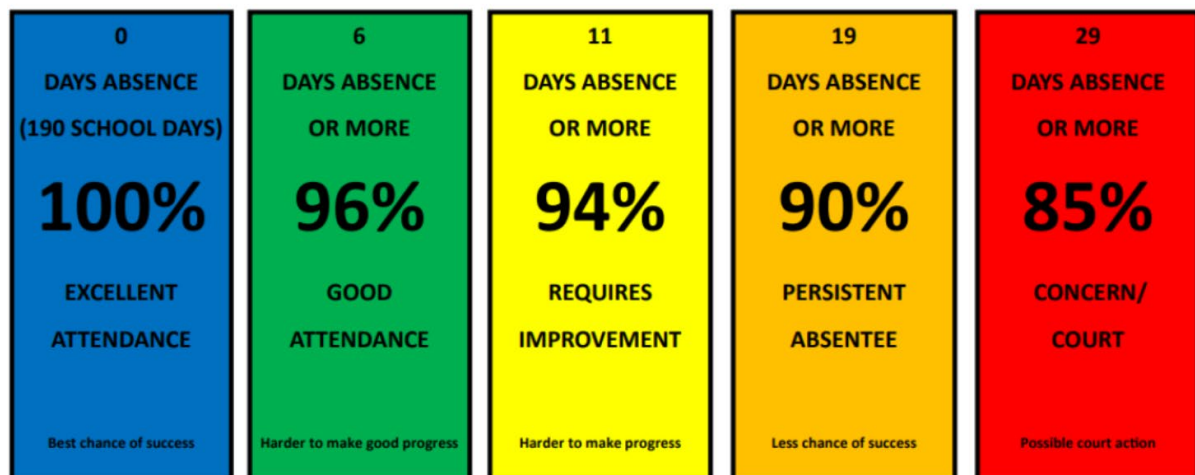 0
DAYS ABSENCE
(190 SCHOOL DAYS)
100%
EXCELLENT
ATTENDANCE
Best chance of success
6
DAYS ABSENCE
OR MORE
96%
GOOD
ATTENDANCE
Harder to make good progress
11
DAYS ABSENCE
OR MORE
94%
REQUIRES
IMPROVEMENT
Harder to make progress
19
DAYS ABSENCE
OR MORE
90%
PERSISTENT
ABSENTEE
Less chance of success
29
DAYS ABSENCE
OR MORE
85%
CONCERN/
COURT
Possible court action